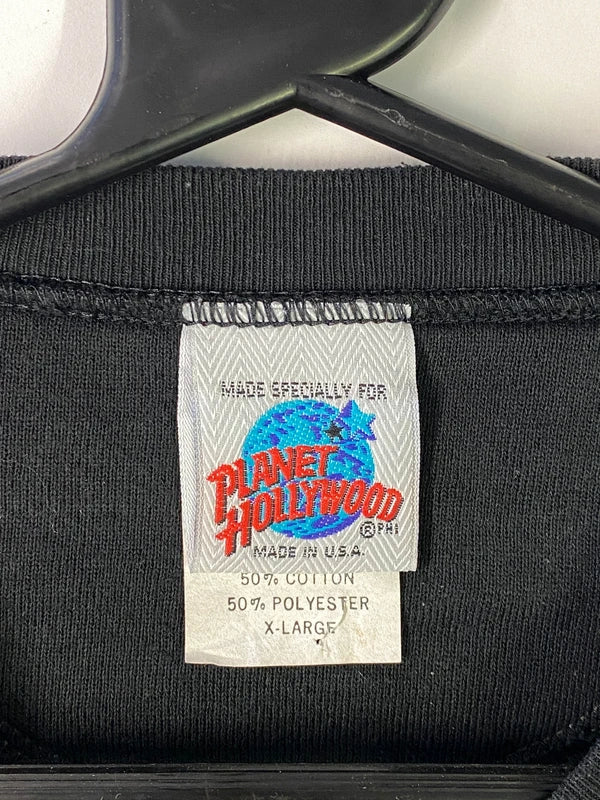 MADE SPECIALLY FOR
PLANET
HOLLYWOOD
® PHI
MADE IN U.S.A.
50% COTTON
50% POLYESTER
X-LARGE